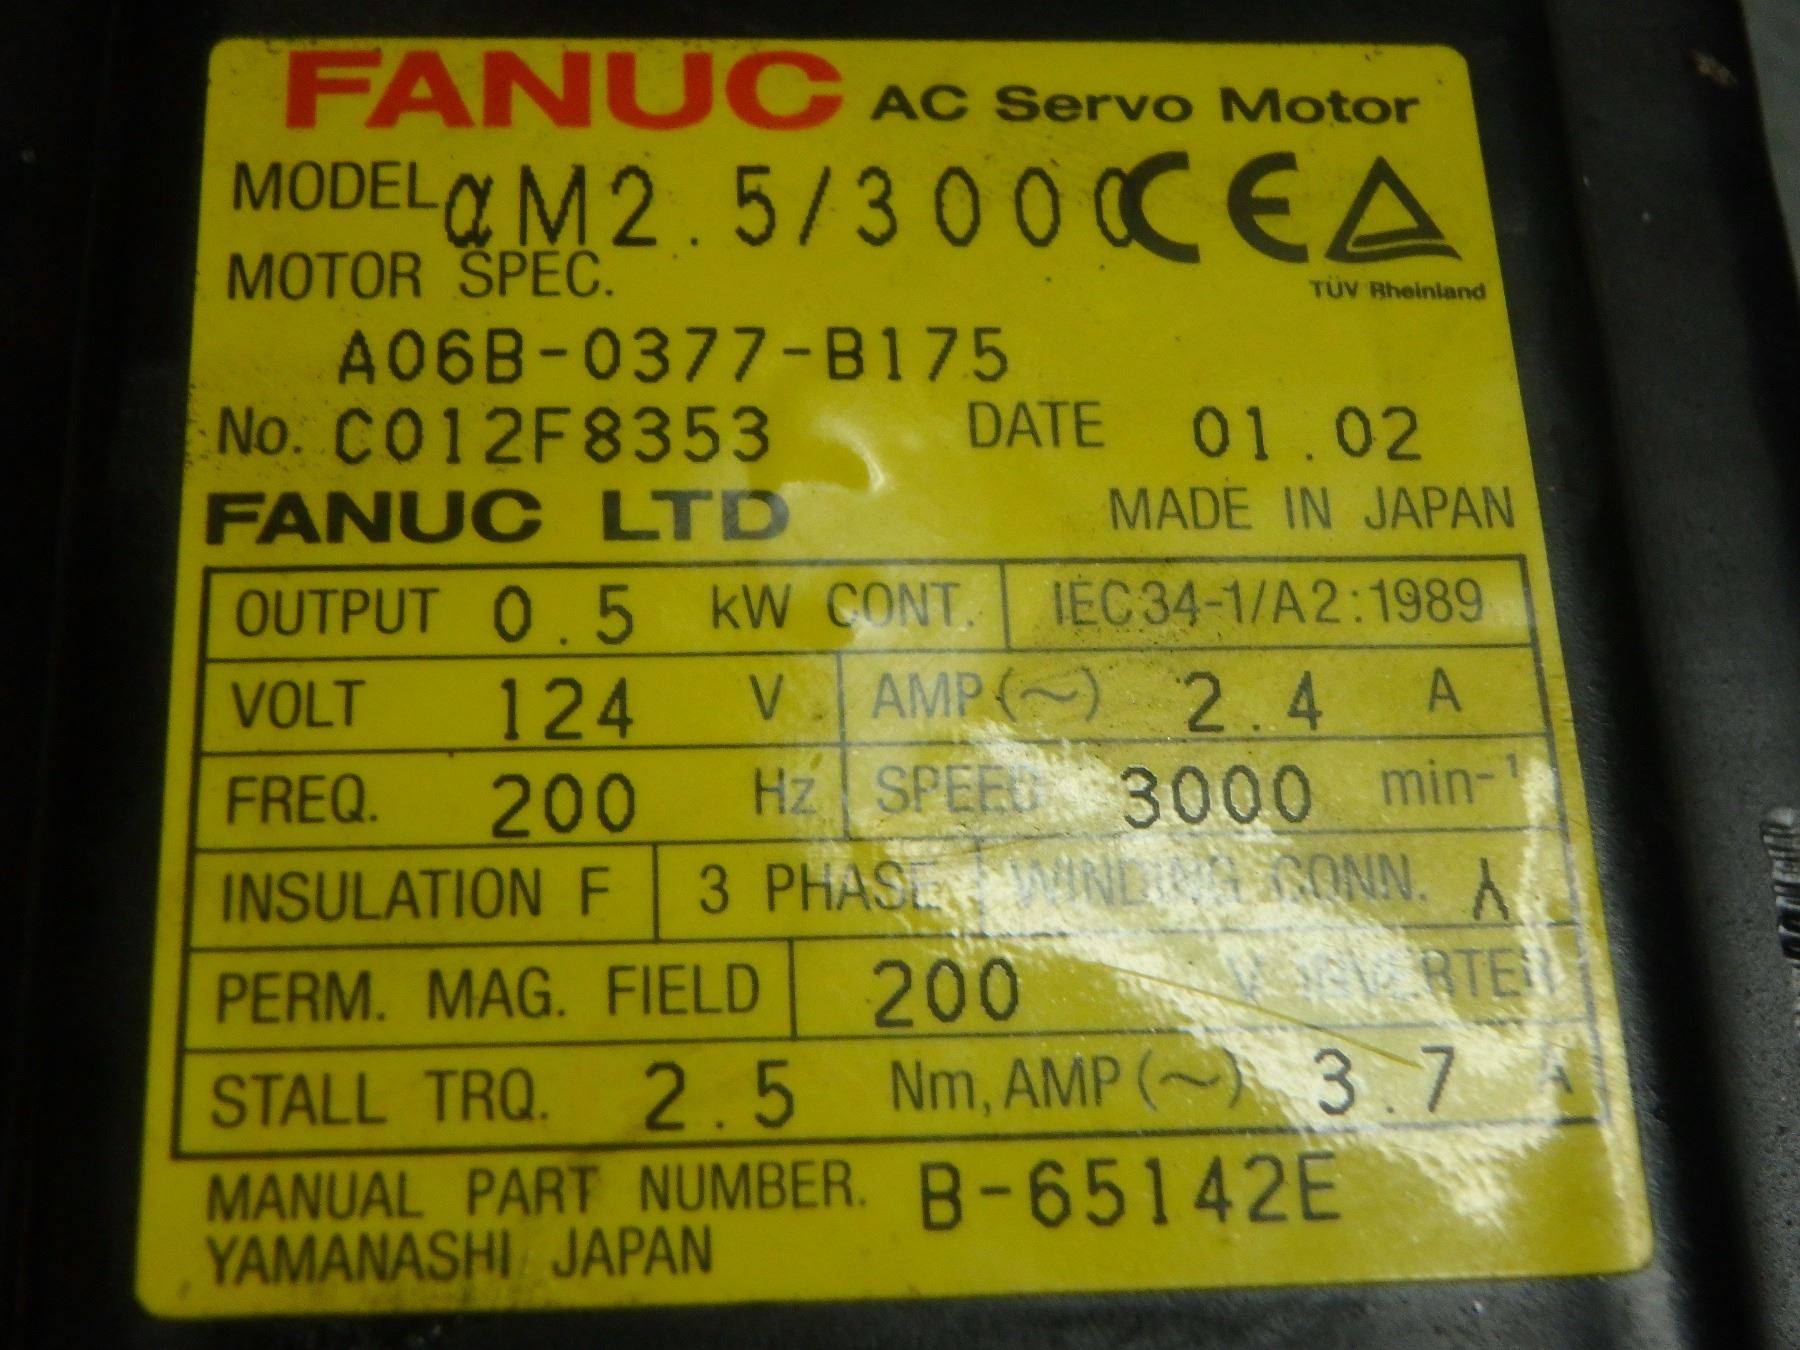 FANUC AC Servo Motor
MODEL αM2.5/3000 CE
TÜV Rheinland
MOTOR SPEC.
A06B-0377-B175
No. C012F8353 DATE 01.02
FANUC LTD MADE IN JAPAN
OUTPUT 0.5 kW CONT. IEC34-1/A2:1989
VOLT 124 V AMP(~) 2.4 A
FREQ. 200 Hz SPEED 3000 min-¹
INSULATION F 3 PHASE WINDING CONN. ⅄
PERM. MAG. FIELD 200 V INVERTER
STALL TRQ. 2.5 Nm, AMP(~) 3.7 A
MANUAL PART NUMBER. B-65142E
YAMANASHI JAPAN